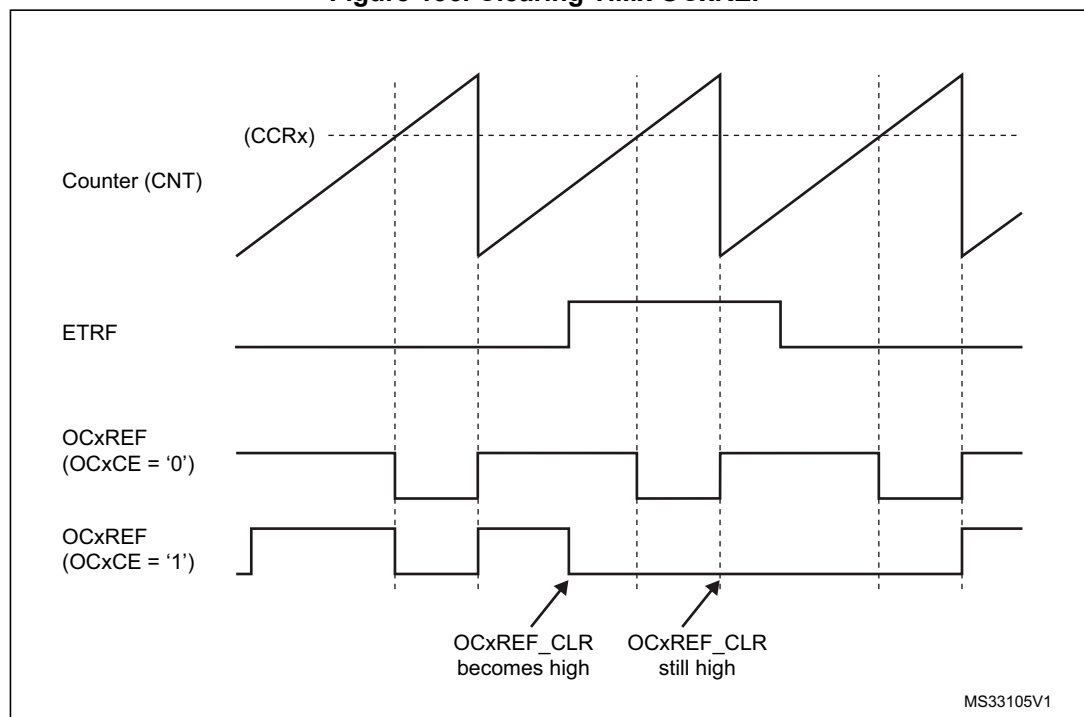 (CCRx)
Counter (CNT)
ETRF
OCxREF
(OCxCE = ‘0’)
OCxREF
(OCxCE = ‘1’)
OCxREF_CLR
becomes high
OCxREF_CLR
still high
MS33105V1